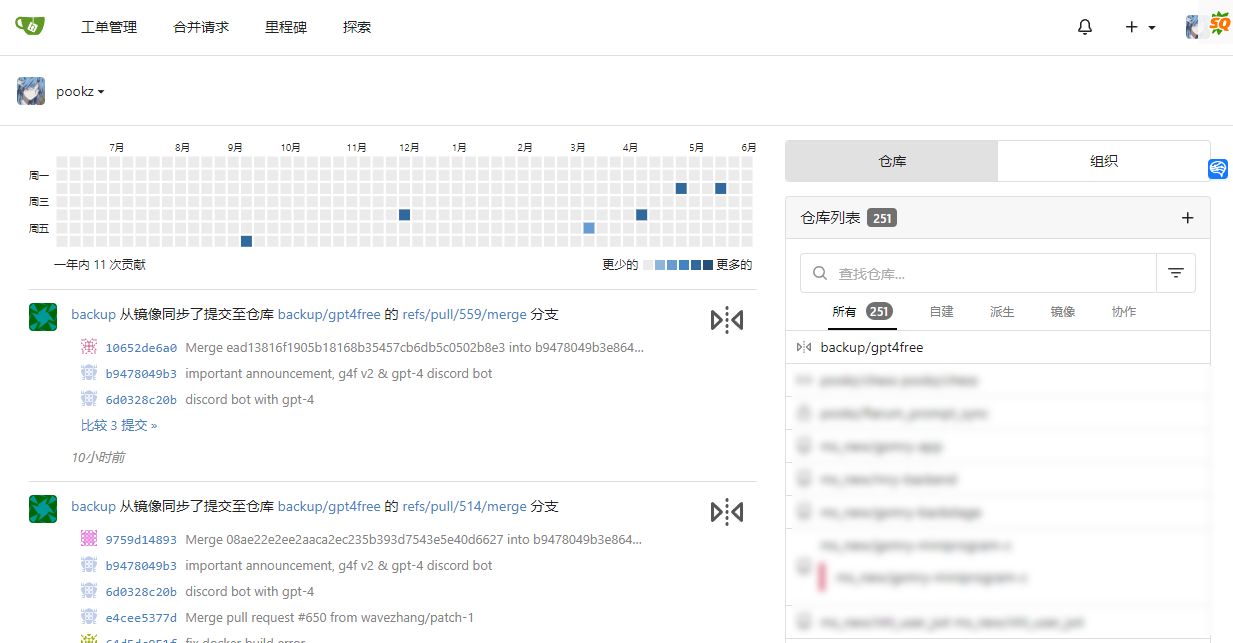 工单管理 合并请求 里程碑 探索
SQ
pookz
7月 8月 9月 10月 11月 12月 1月 2月 3月 4月 5月 6月
周一
周三
周五
一年内 11 次贡献 更少的 更多的
backup 从镜像同步了提交至仓库 backup/gpt4free 的 refs/pull/559/merge 分支
10652de6a0 Merge ead13816f1905b18168b35457cb6db5c0502b8e3 into b9478049b3e864...
b9478049b3 important announcement, g4f v2 & gpt-4 discord bot
6d0328c20b discord bot with gpt-4
比较 3 提交 »
10小时前
backup 从镜像同步了提交至仓库 backup/gpt4free 的 refs/pull/514/merge 分支
9759d14893 Merge 08ae22e2ee2aaca2ec235b393d7543e5e40d6627 into b9478049b3e864...
b9478049b3 important announcement, g4f v2 & gpt-4 discord bot
6d0328c20b discord bot with gpt-4
e4cee5377d Merge pull request #650 from wavezhang/patch-1
fix docker build error
仓库 组织
仓库列表 251
查找仓库...
所有 251 自建 派生 镜像 协作
backup/gpt4free